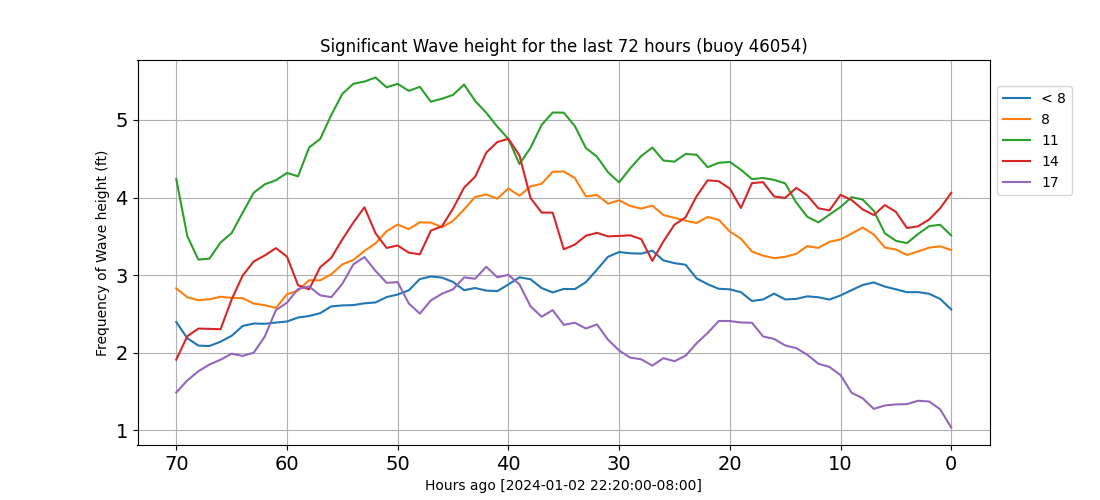 Significant Wave height for the last 72 hours (buoy 46054)
Frequency of Wave height (ft)
5
4
3
2
1
70 60 50 40 30 20 10 0
Hours ago [2024-01-02 22:20:00-08:00]
< 8
8
11
14
17